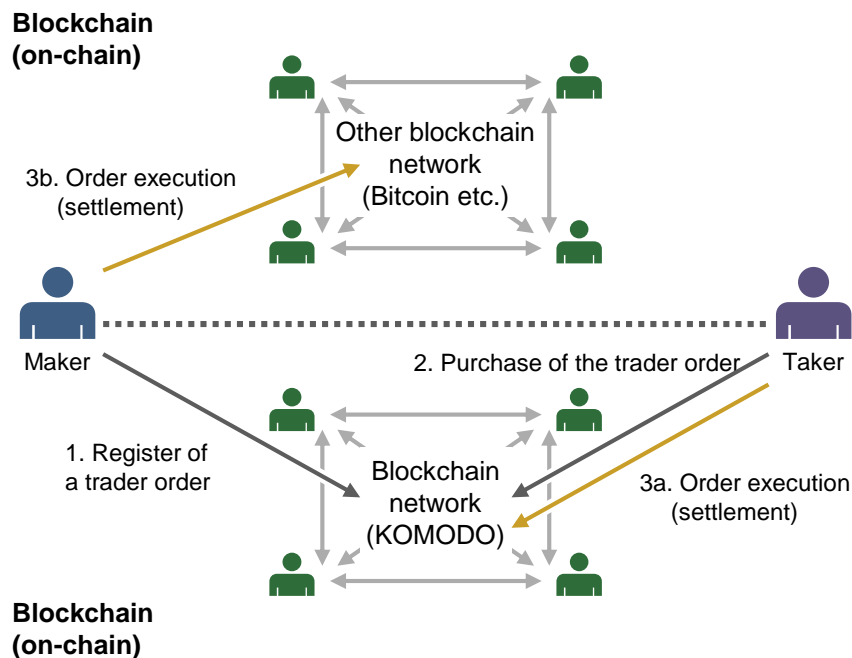 Blockchain
(on-chain)
Other blockchain
network
(Bitcoin etc.)
3b. Order execution
(settlement)
Maker
2. Purchase of the trader order
Taker
1. Register of
a trader order
Blockchain
network
(KOMODO)
3a. Order execution
(settlement)
Blockchain
(on-chain)